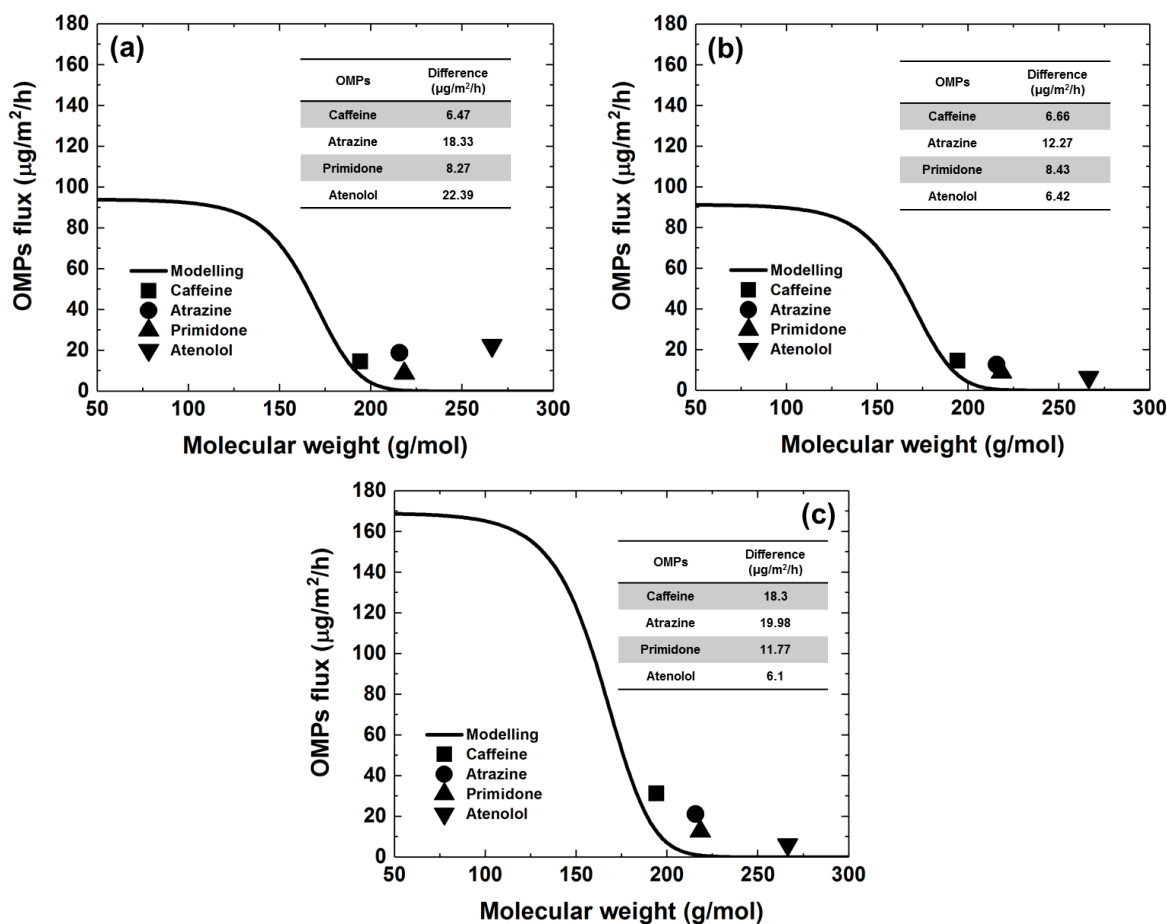 (a)
OMPs flux (µg/m²/h)
180
160
140
120
100
80
60
40
20
0
OMPs Difference (µg/m²/h)
Caffeine 6.47
Atrazine 18.33
Primidone 8.27
Atenolol 22.39
Modelling
Caffeine
Atrazine
Primidone
Atenolol
50 100 150 200 250 300
Molecular weight (g/mol)
(b)
OMPs flux (µg/m²/h)
180
160
140
120
100
80
60
40
20
0
OMPs Difference (µg/m²/h)
Caffeine 6.66
Atrazine 12.27
Primidone 8.43
Atenolol 6.42
Modelling
Caffeine
Atrazine
Primidone
Atenolol
50 100 150 200 250 300
Molecular weight (g/mol)
(c)
OMPs flux (µg/m²/h)
180
160
140
120
100
80
60
40
20
0
OMPs Difference (µg/m²/h)
Caffeine 18.3
Atrazine 19.98
Primidone 11.77
Atenolol 6.1
Modelling
Caffeine
Atrazine
Primidone
Atenolol
50 100 150 200 250 300
Molecular weight (g/mol)